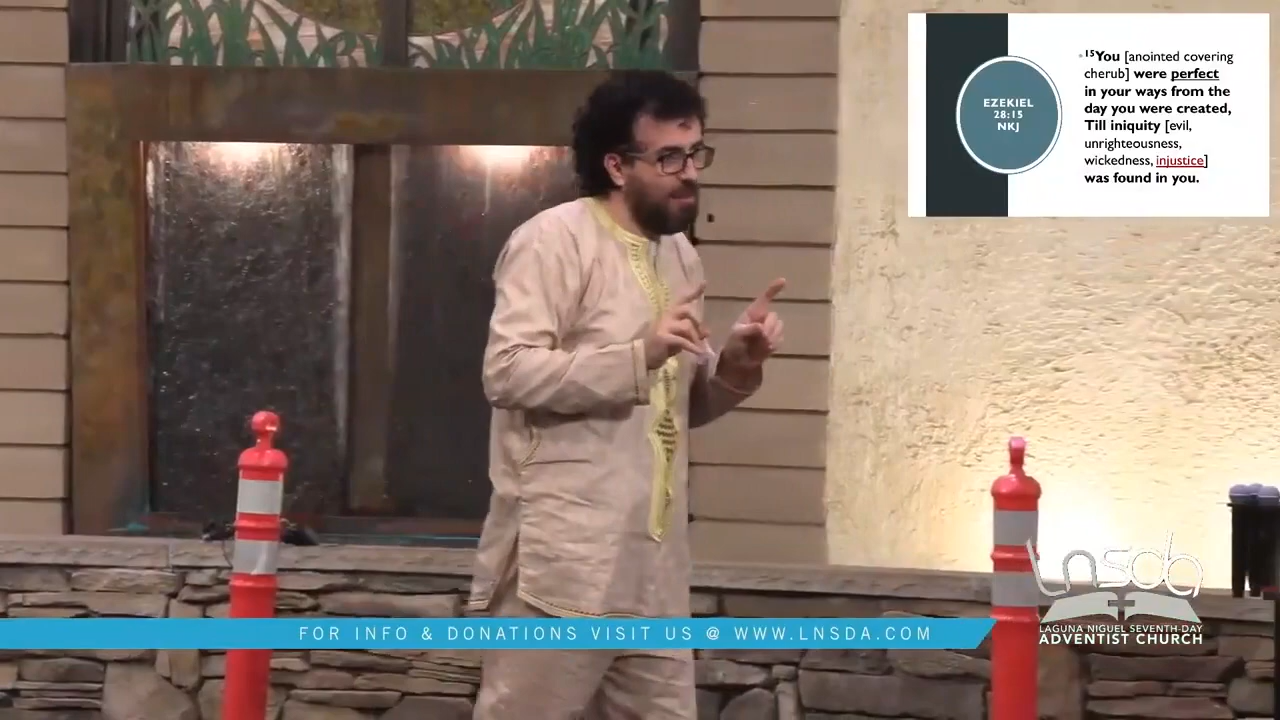 EZEKIEL
28:15
NKJ
15You [anointed covering
cherub] were perfect
in your ways from the
day you were created,
Till iniquity [evil,
unrighteousness,
wickedness, injustice]
was found in you.
FOR INFO & DONATIONS VISIT US @ WWW.LNSDA.COM
lnsda
LAGUNA NIGUEL SEVENTH-DAY
ADVENTIST CHURCH